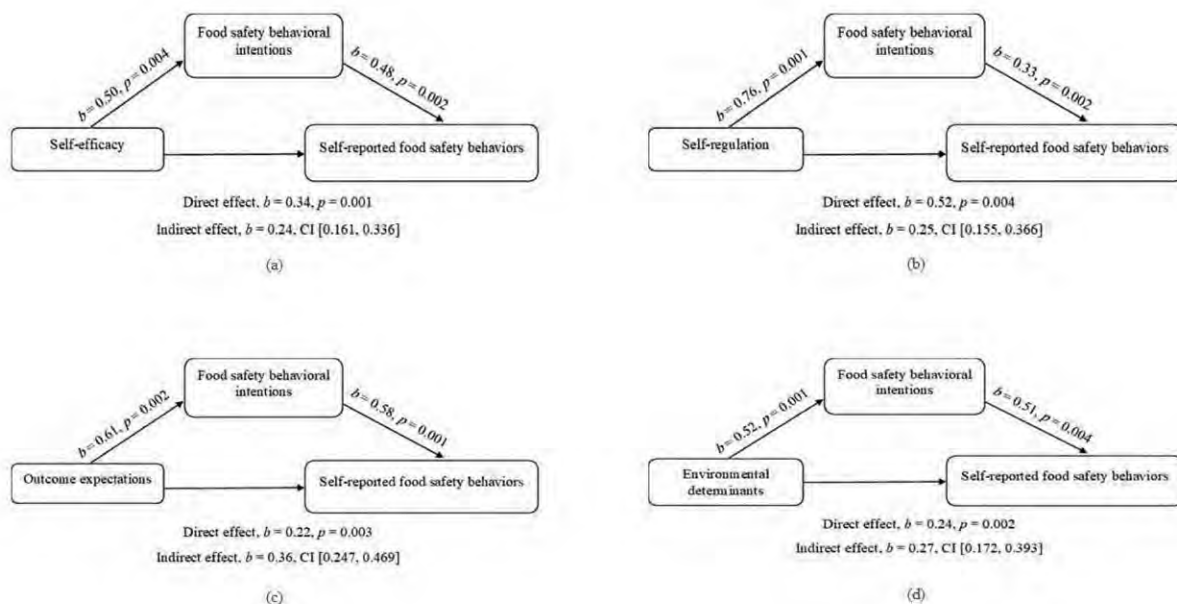 Food safety behavioral
intentions
b = 0.50, p = 0.004
b = 0.48, p = 0.002
Self-efficacy
Self-reported food safety behaviors
Direct effect, b = 0.34, p = 0.001
Indirect effect, b = 0.24, CI [0.161, 0.336]
(a)
Food safety behavioral
intentions
b = 0.76, p = 0.001
b = 0.33, p = 0.002
Self-regulation
Self-reported food safety behaviors
Direct effect, b = 0.52, p = 0.004
Indirect effect, b = 0.25, CI [0.155, 0.366]
(b)
Food safety behavioral
intentions
b = 0.61, p = 0.002
b = 0.58, p = 0.001
Outcome expectations
Self-reported food safety behaviors
Direct effect, b = 0.22, p = 0.003
Indirect effect, b = 0.36, CI [0.247, 0.469]
(c)
Food safety behavioral
intentions
b = 0.52, p = 0.001
b = 0.51, p = 0.004
Environmental
determinants
Self-reported food safety behaviors
Direct effect, b = 0.24, p = 0.002
Indirect effect, b = 0.27, CI [0.172, 0.393]
(d)